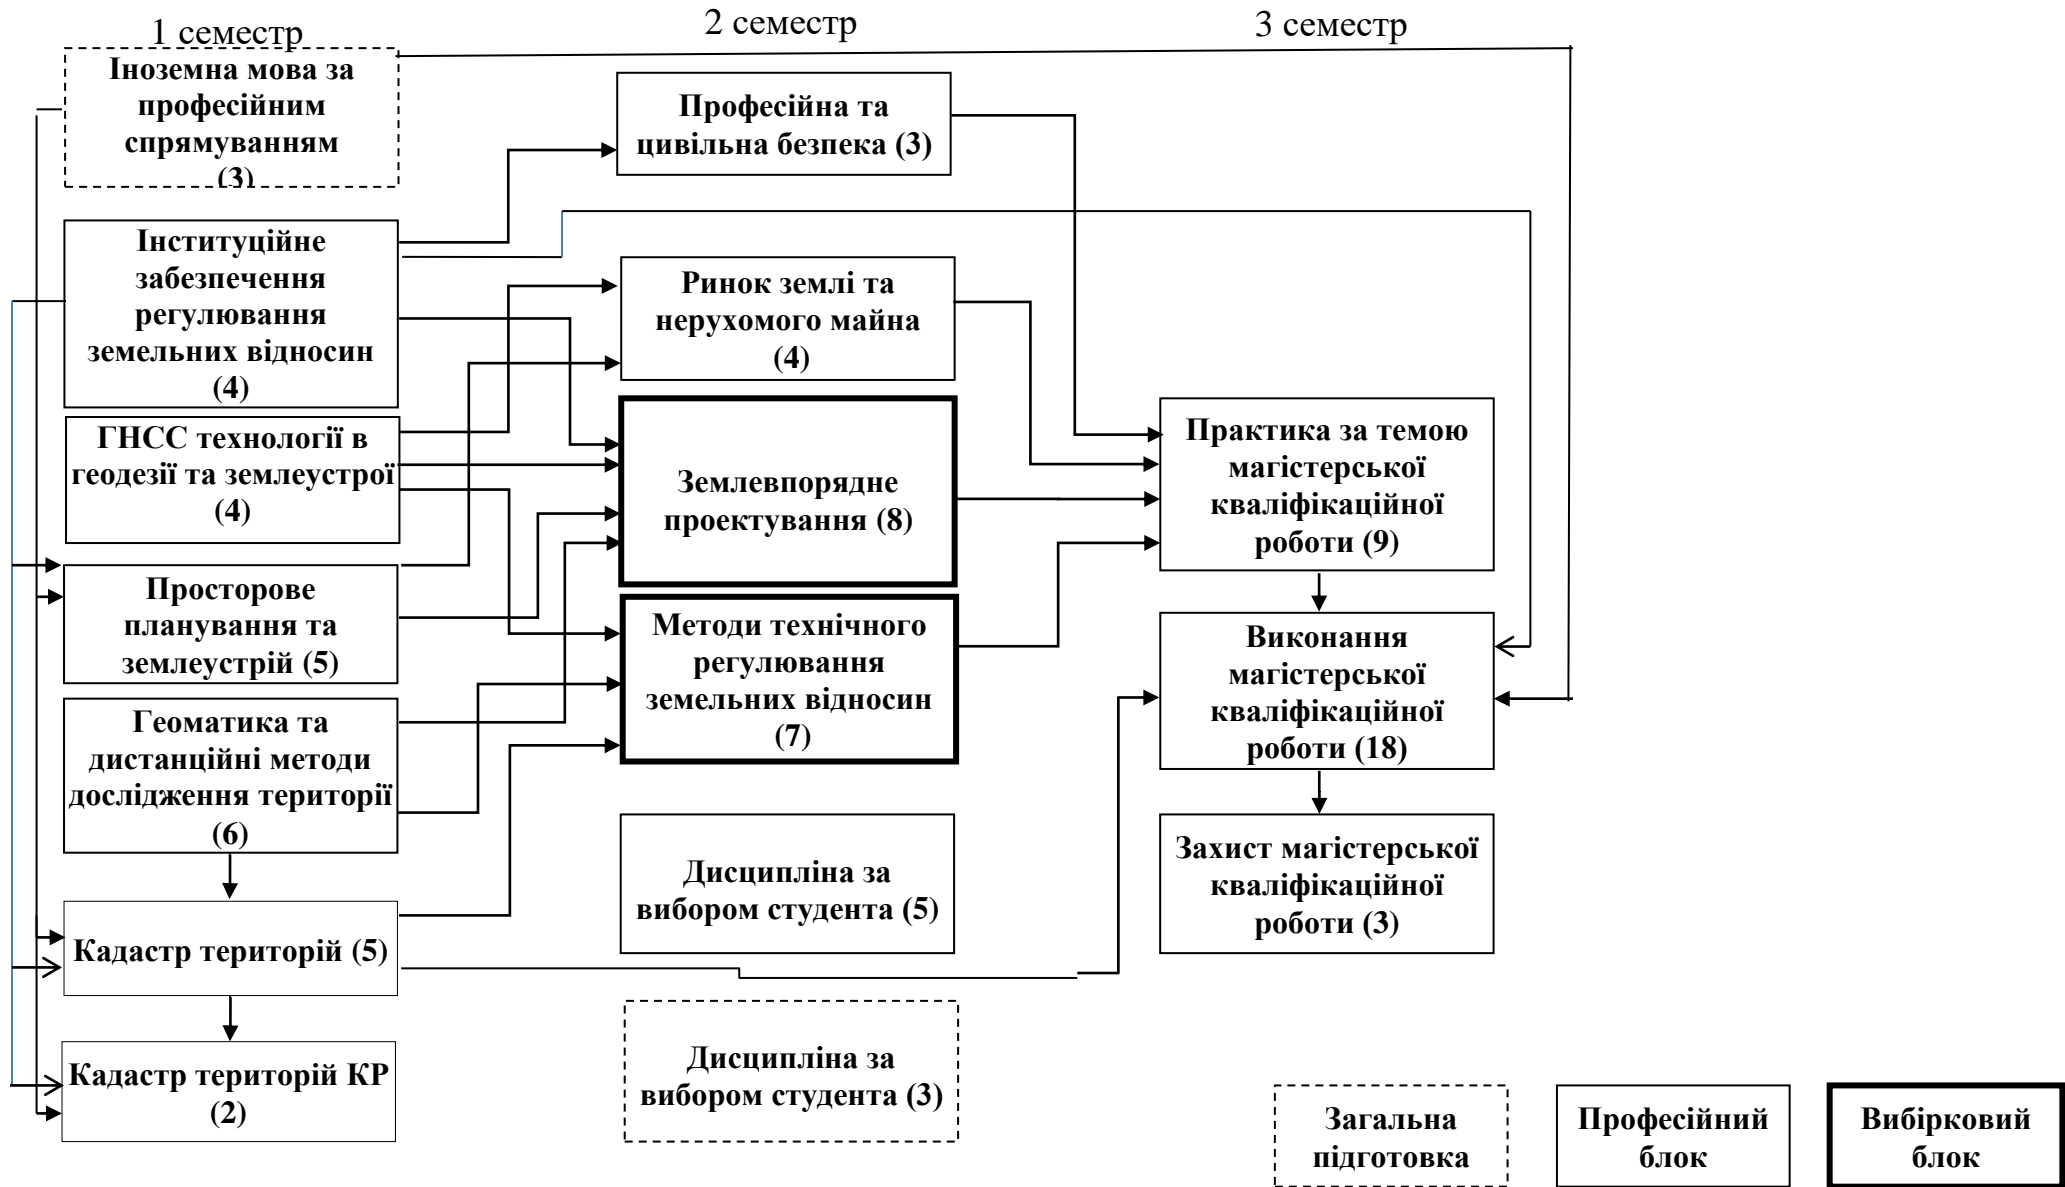 1 семестр
2 семестр
3 семестр
Іноземна мова за
професійним
спрямуванням
(3)
Інституційне
забезпечення
регулювання
земельних відносин
(4)
ГНСС технології в
геодезії та землеустрої
(4)
Просторове
планування та
землеустрій (5)
Геоматика та
дистанційні методи
дослідження території
(6)
Кадастр територій (5)
Кадастр територій КР
(2)
Професійна та
цивільна безпека (3)
Ринок землі та
нерухомого майна
(4)
Землевпорядне
проектування (8)
Методи технічного
регулювання
земельних відносин
(7)
Дисципліна за
вибором студента (5)
Дисципліна за
вибором студента (3)
Практика за темою
магістерської
кваліфікаційної
роботи (9)
Виконання
магістерської
кваліфікаційної
роботи (18)
Захист магістерської
кваліфікаційної
роботи (3)
Загальна
підготовка
Професійний
блок
Вибірковий
блок